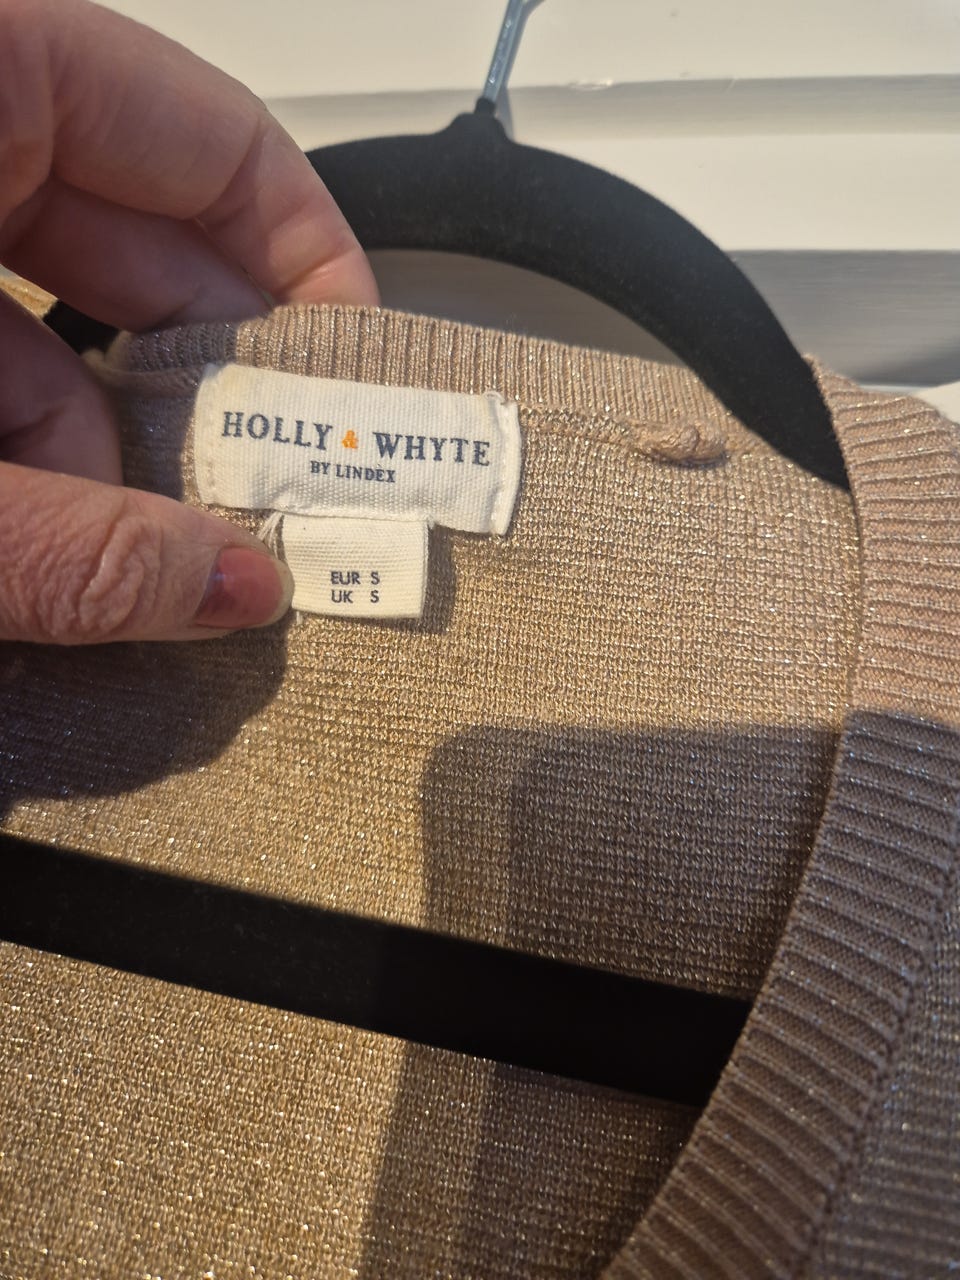 HOLLY & WHYTE
BY LINDEX
EUR S
UK S